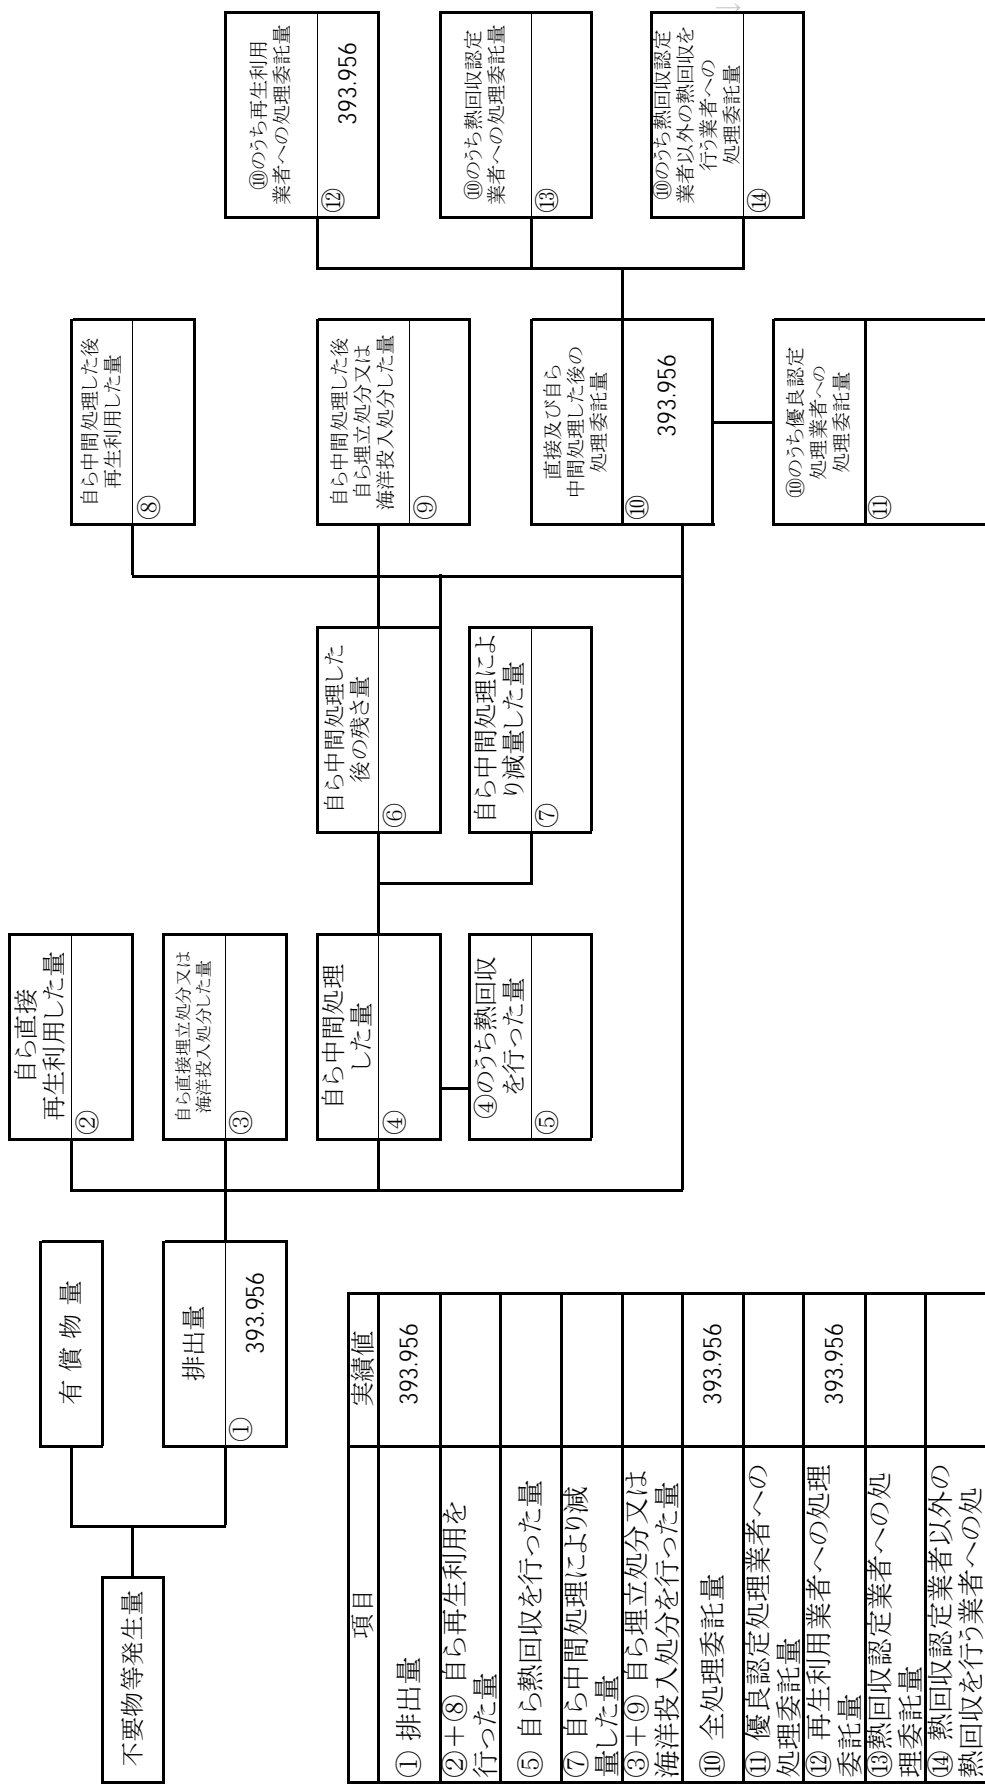 不要物等発生量
有償物量
排出量
①
393.956
自ら直接
再生利用した量
②
自ら直接埋立処分又は
海洋投入処分した量
③
自ら中間処理
した量
④
④のうち熱回収
を行った量
⑤
自ら中間処理した
後の残さ量
⑥
自ら中間処理によ
り減量した量
⑦
自ら中間処理した後
再生利用した量
⑧
自ら中間処理した後
自ら埋立処分又は
海洋投入処分した量
⑨
直接及び自ら
中間処理した後の
処理委託量
⑩
393.956
⑩のうち優良認定
処理業者への
処理委託量
⑪
⑩のうち再生利用
業者への処理委託量
⑫
393.956
⑩のうち熱回収認定
業者への処理委託量
⑬
⑩のうち熱回収認定
業者以外の熱回収を
行う業者への
処理委託量
⑭
項目 実績値
① 排出量 393.956
②＋⑧ 自ら再生利用を
行った量
⑤ 自ら熱回収を行った量
⑦ 自ら中間処理により減
量した量
③＋⑨ 自ら埋立処分又は
海洋投入処分を行った量
⑩ 全処理委託量 393.956
⑪ 優良認定処理業者への
処理委託量
⑫ 再生利用業者への処理
委託量 393.956
⑬熱回収認定業者への処
理委託量
⑭ 熱回収認定業者以外の
熱回収を行う業者への処